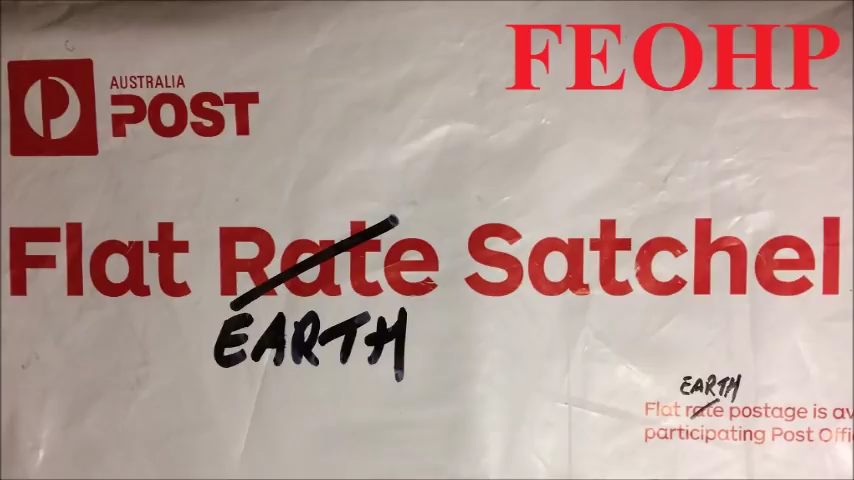 FEOHP
AUSTRALIA
POST
Flat Rate Satchel
EARTH
EARTH
Flat rate postage is av
participating Post Offi